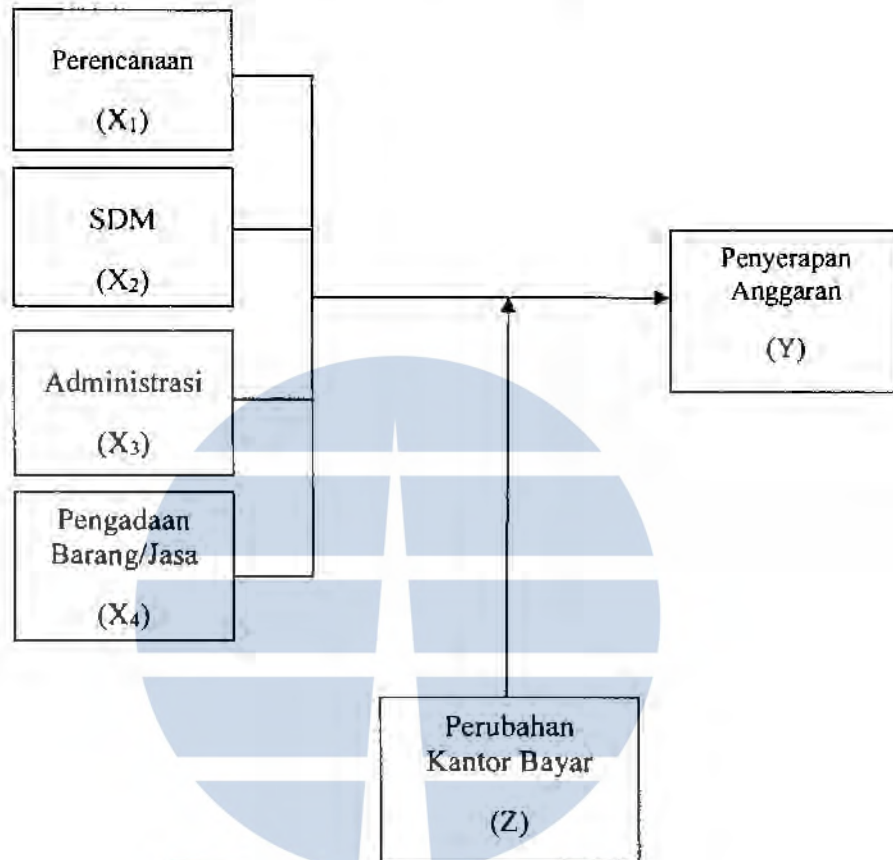 Perencanaan
(X1)
SDM
(X2)
Administrasi
(X3)
Pengadaan
Barang/Jasa
(X4)
Penyerapan
Anggaran
(Y)
Perubahan
Kantor Bayar
(Z)